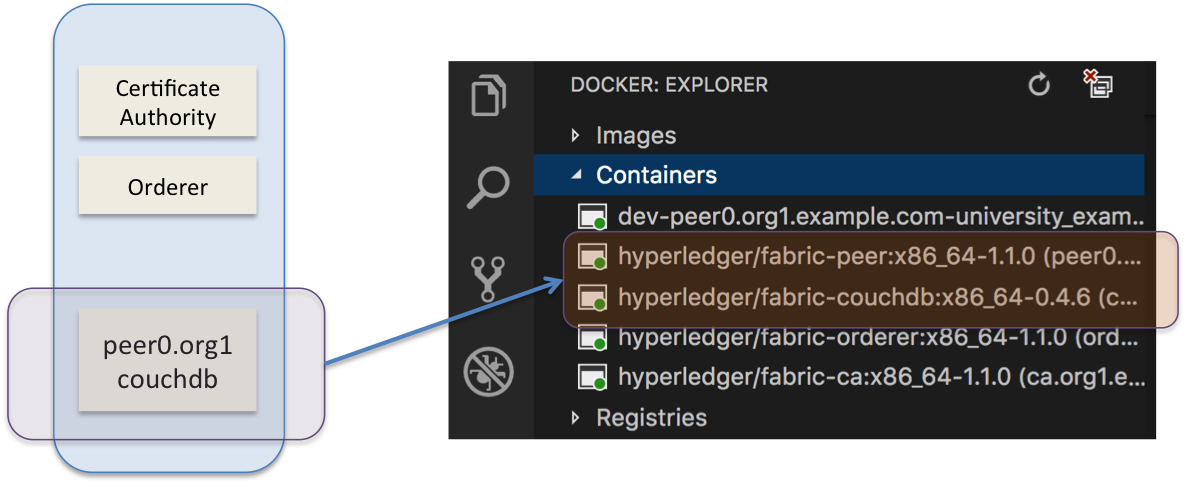 Certificate
Authority
Orderer
peer0.org1
couchdb
DOCKER: EXPLORER
Images
Containers
dev-peer0.org1.example.com-university_exam...
hyperledger/fabric-peer:x86_64-1.1.0 (peer0....
hyperledger/fabric-couchdb:x86_64-0.4.6 (c...
hyperledger/fabric-orderer:x86_64-1.1.0 (ord...
hyperledger/fabric-ca:x86_64-1.1.0 (ca.org1.e...
Registries